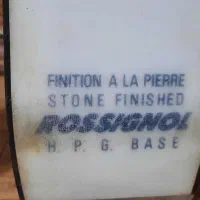 FINITION A LA PIERRE
STONE FINISHED
ROSSIGNOL
H. P. G. BASE